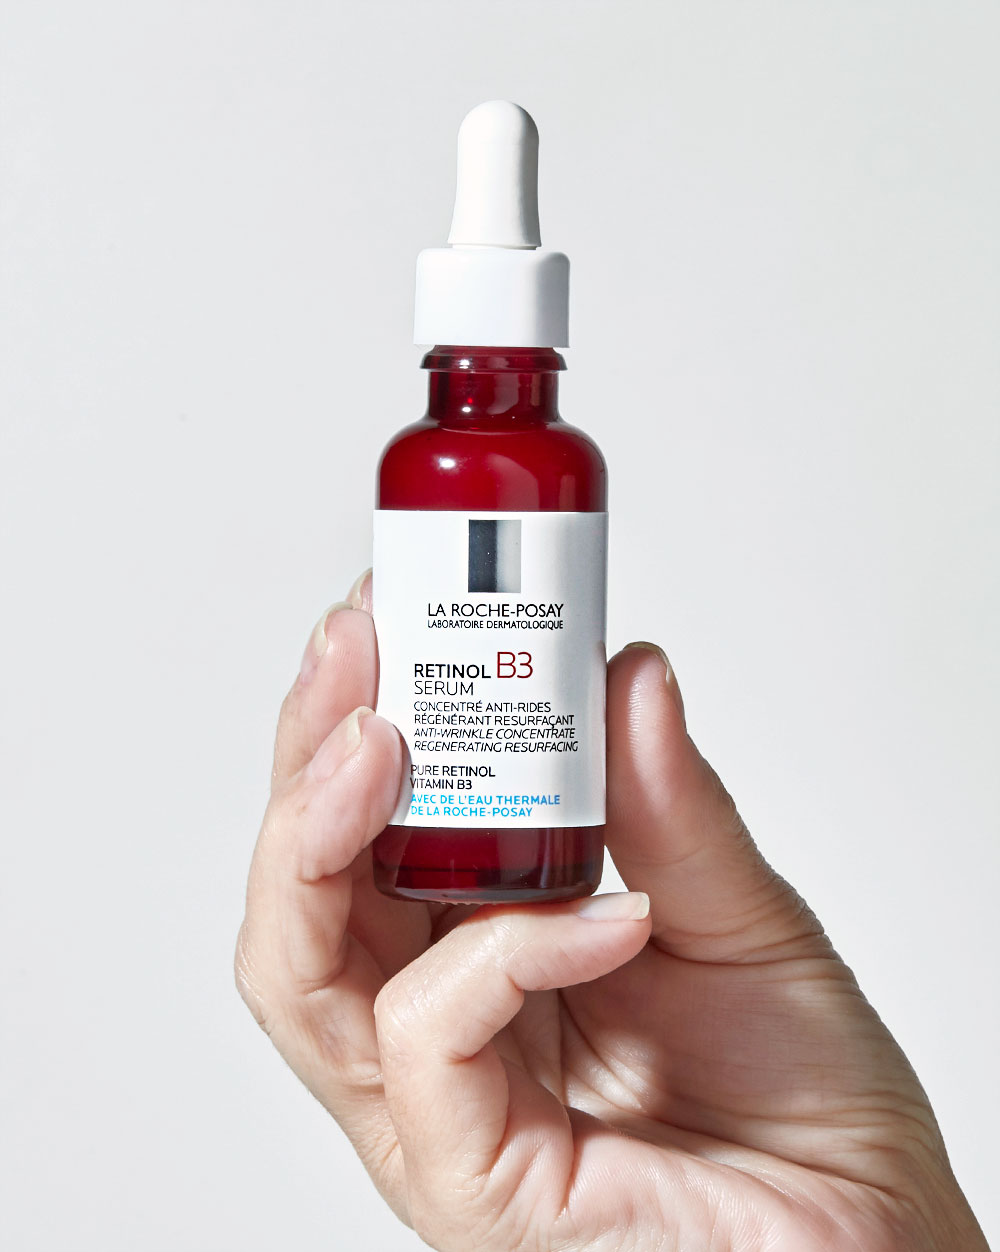 LA ROCHE-POSAY
LABORATOIRE DERMATOLOGIQUE
RETINOL B3
SERUM
CONCENTRÉ ANTI-RIDES
RÉGÉNÉRANT RESURFAÇANT
ANTI-WRINKLE CONCENTRATE
REGENERATING RESURFACING
PURE RETINOL
VITAMIN B3
AVEC DE L'EAU THERMALE
DE LA ROCHE-POSAY